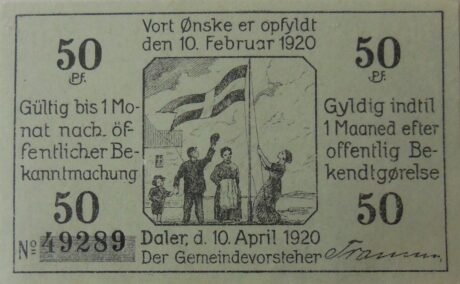 Vort Ønske er opfyldt
den 10. Februar 1920
50
Pf.
Gültig bis 1 Mo-
nat nach öf-
fentlicher Be-
kanntmachung
50
50
Pf.
Gyldig indtil
1 Maaned efter
offentlig Be-
kendtgørelse
50
No 49289
Daler, d. 10. April 1920
Der Gemeindevorsteher